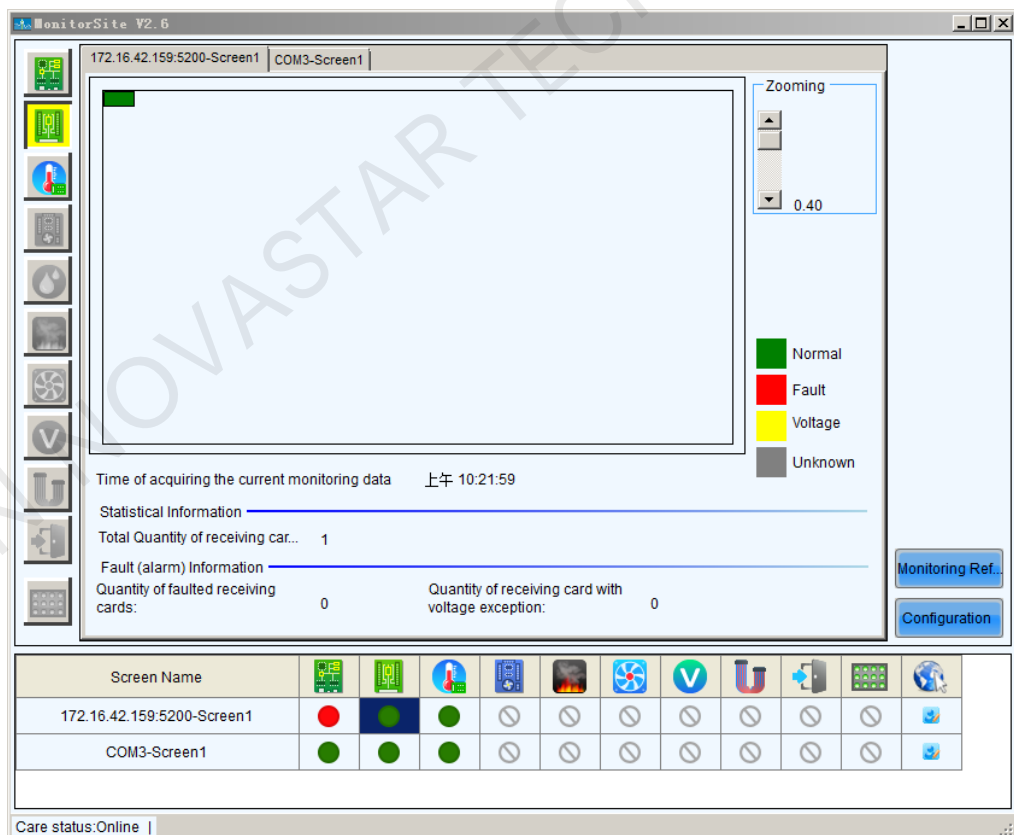 MonitorSite V2.6
172.16.42.159:5200-Screen1
COM3-Screen1
Zooming
0.40
Normal
Fault
Voltage
Unknown
Time of acquiring the current monitoring data 上午 10:21:59
Statistical Information
Total Quantity of receiving car... 1
Fault (alarm) Information
Quantity of faulted receiving
cards: 0
Quantity of receiving card with
voltage exception: 0
Monitoring Ref...
Configuration
Screen Name
172.16.42.159:5200-Screen1
COM3-Screen1
Care status:Online |
NOVASTAR TEC